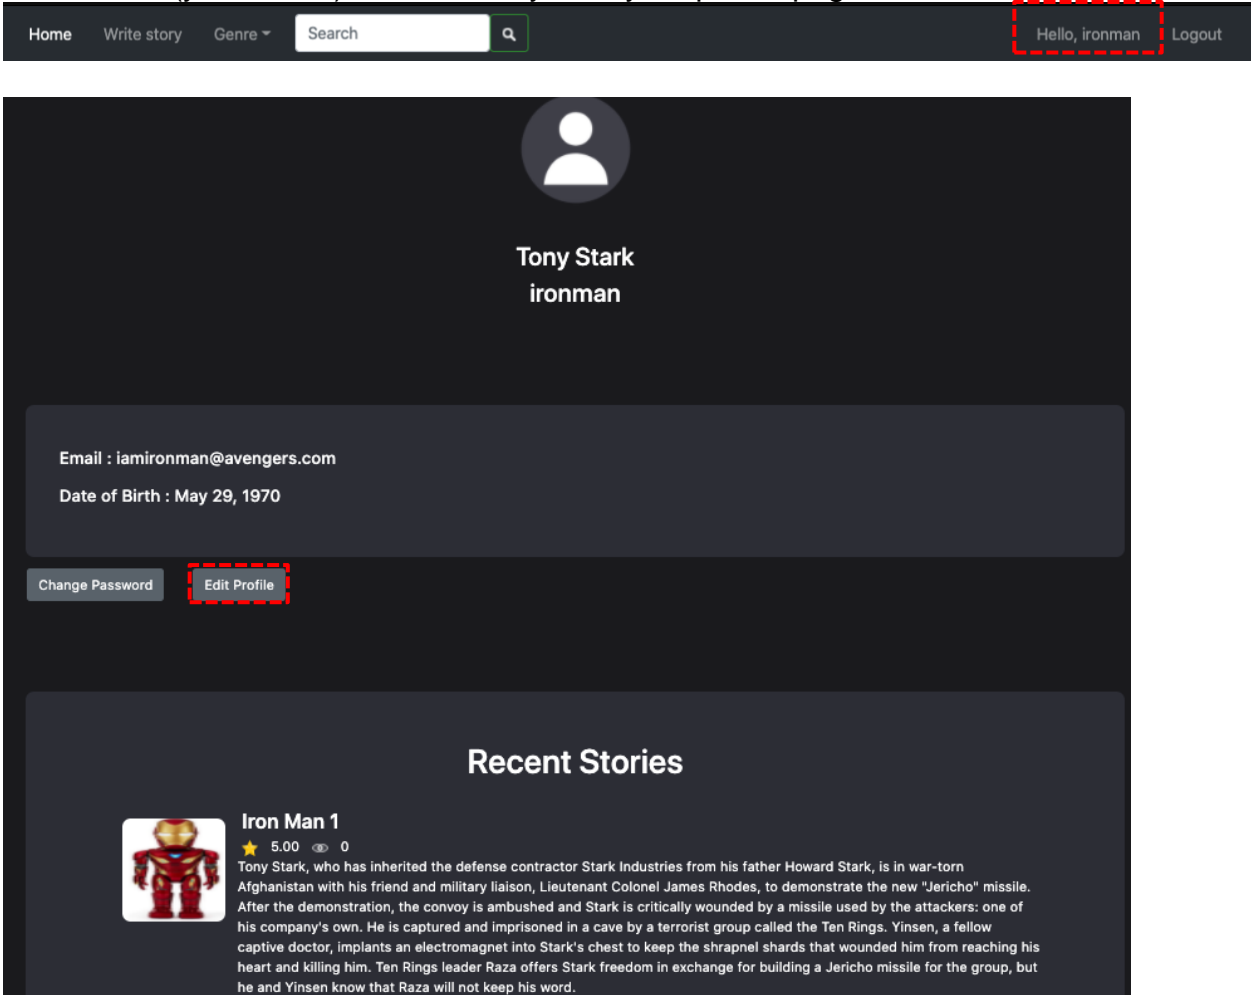 Home Write story Genre Search Hello, ironman Logout
Tony Stark
ironman
Email : iamironman@avengers.com
Date of Birth : May 29, 1970
Change Password Edit Profile
Recent Stories
Iron Man 1
5.00 0
Tony Stark, who has inherited the defense contractor Stark Industries from his father Howard Stark, is in war-torn
Afghanistan with his friend and military liaison, Lieutenant Colonel James Rhodes, to demonstrate the new "Jericho" missile.
After the demonstration, the convoy is ambushed and Stark is critically wounded by a missile used by the attackers: one of
his company's own. He is captured and imprisoned in a cave by a terrorist group called the Ten Rings. Yinsen, a fellow
captive doctor, implants an electromagnet into Stark's chest to keep the shrapnel shards that wounded him from reaching his
heart and killing him. Ten Rings leader Raza offers Stark freedom in exchange for building a Jericho missile for the group, but
he and Yinsen know that Raza will not keep his word.